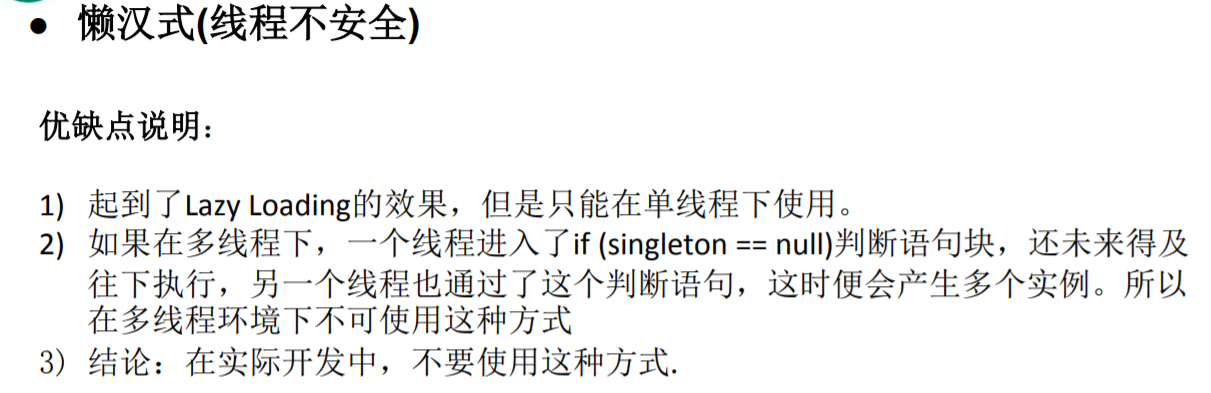 ● 懒汉式(线程不安全)
优缺点说明：
1) 起到了Lazy Loading的效果，但是只能在单线程下使用。
2) 如果在多线程下，一个线程进入了if (singleton == null)判断语句块，还未来得及
往下执行，另一个线程也通过了这个判断语句，这时便会产生多个实例。所以
在多线程环境下不可使用这种方式
3) 结论：在实际开发中，不要使用这种方式.